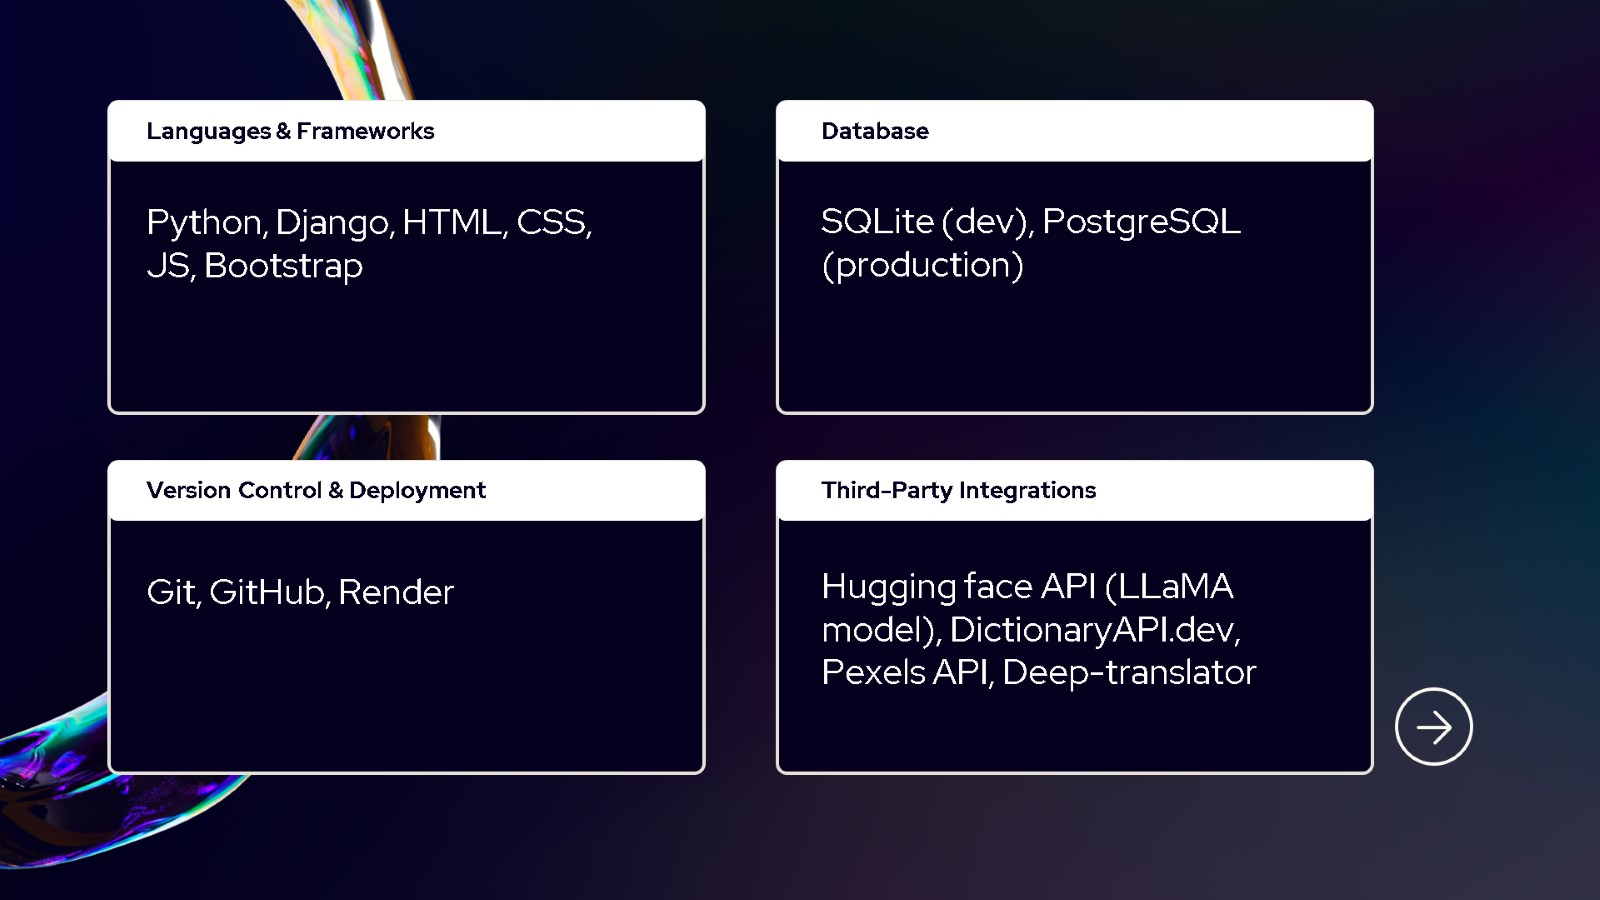 Languages & Frameworks
Python, Django, HTML, CSS,
JS, Bootstrap
Database
SQLite (dev), PostgreSQL
(production)
Version Control & Deployment
Git, GitHub, Render
Third-Party Integrations
Hugging face API (LLaMA
model), DictionaryAPI.dev,
Pexels API, Deep-translator